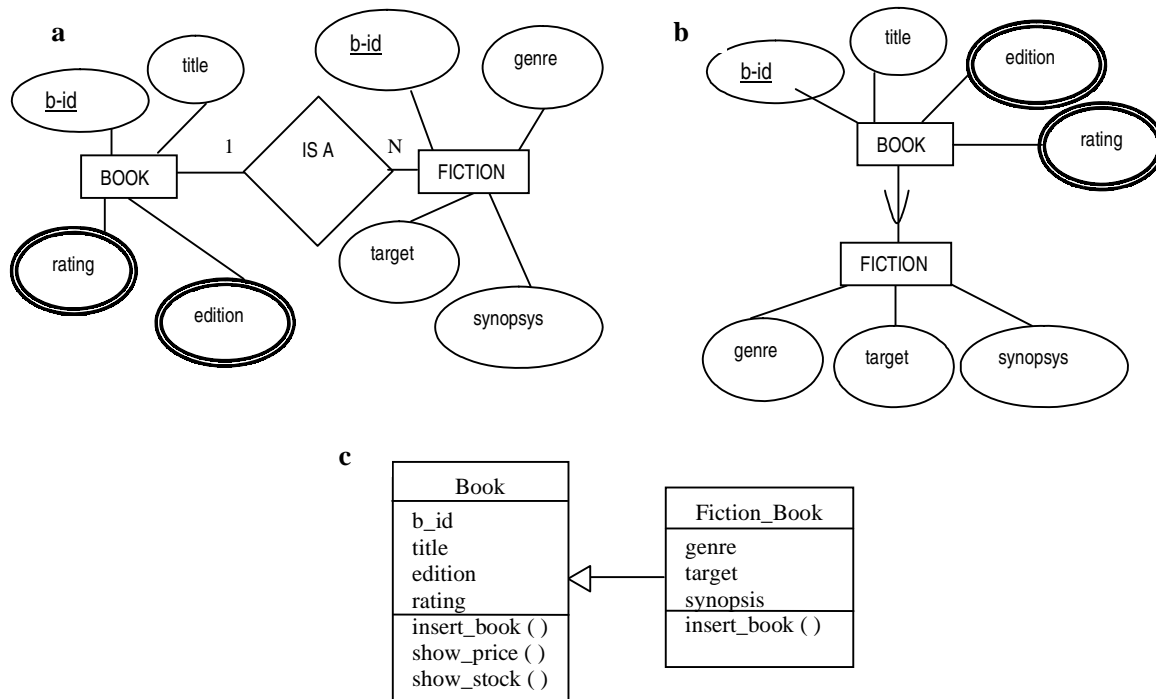 a
b-id
title
b-id
genre
1
IS A
N
BOOK
FICTION
rating
edition
target
synopsys
b
b-id
title
edition
rating
BOOK
FICTION
genre
target
synopsys
c
Book
b_id
title
edition
rating
insert_book ( )
show_price ( )
show_stock ( )
Fiction_Book
genre
target
synopsis
insert_book ( )